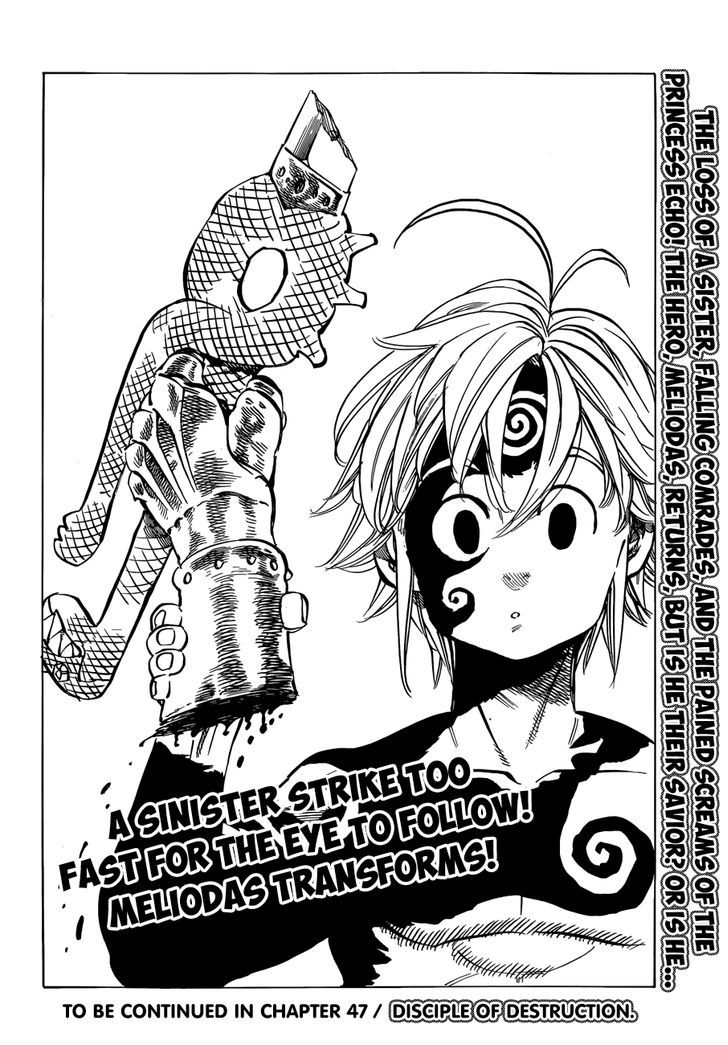 THE LOSS OF A SISTER, FALLING COMRADES, AND THE PAINED SCREAMS OF THE
PRINCESS ECHO! THE HERO, MELIODAS, RETURNS, BUT IS HE THEIR SAVIOR? OR IS HE...
A SINISTER STRIKE TOO
FAST FOR THE EYE TO FOLLOW!
MELIODAS TRANSFORMS!
TO BE CONTINUED IN CHAPTER 47 / DISCIPLE OF DESTRUCTION.